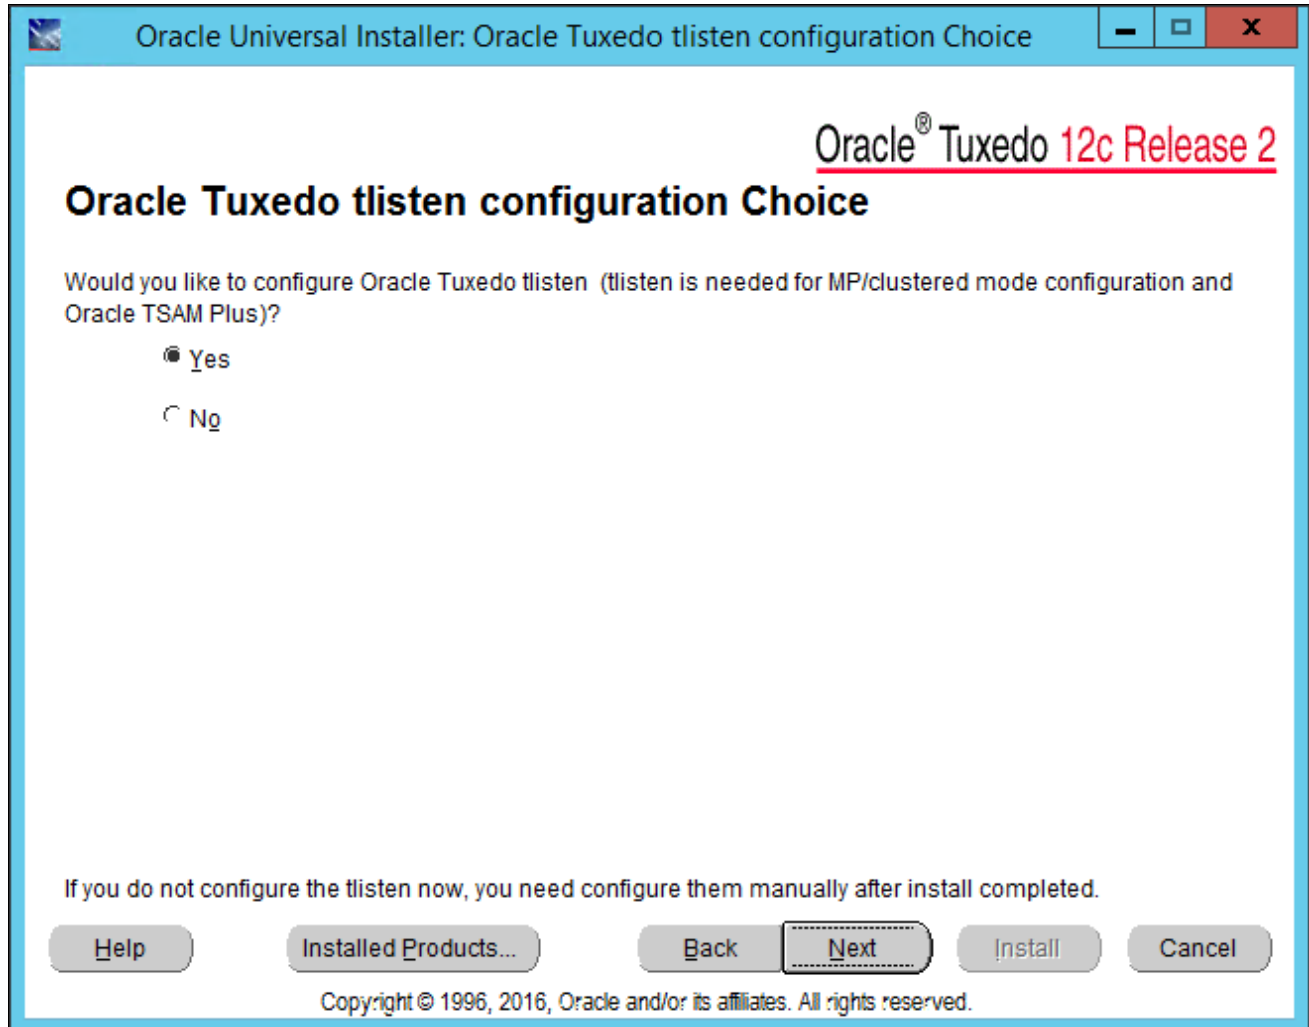 Oracle Universal Installer: Oracle Tuxedo tlisten configuration Choice
Oracle® Tuxedo 12c Release 2
Oracle Tuxedo tlisten configuration Choice
Would you like to configure Oracle Tuxedo tlisten (tlisten is needed for MP/clustered mode configuration and
Oracle TSAM Plus)?
Yes
No
If you do not configure the tlisten now, you need configure them manually after install completed.
Help Installed Products... Back Next Install Cancel
Copyright © 1996, 2016, Oracle and/or its affiliates. All rights reserved.